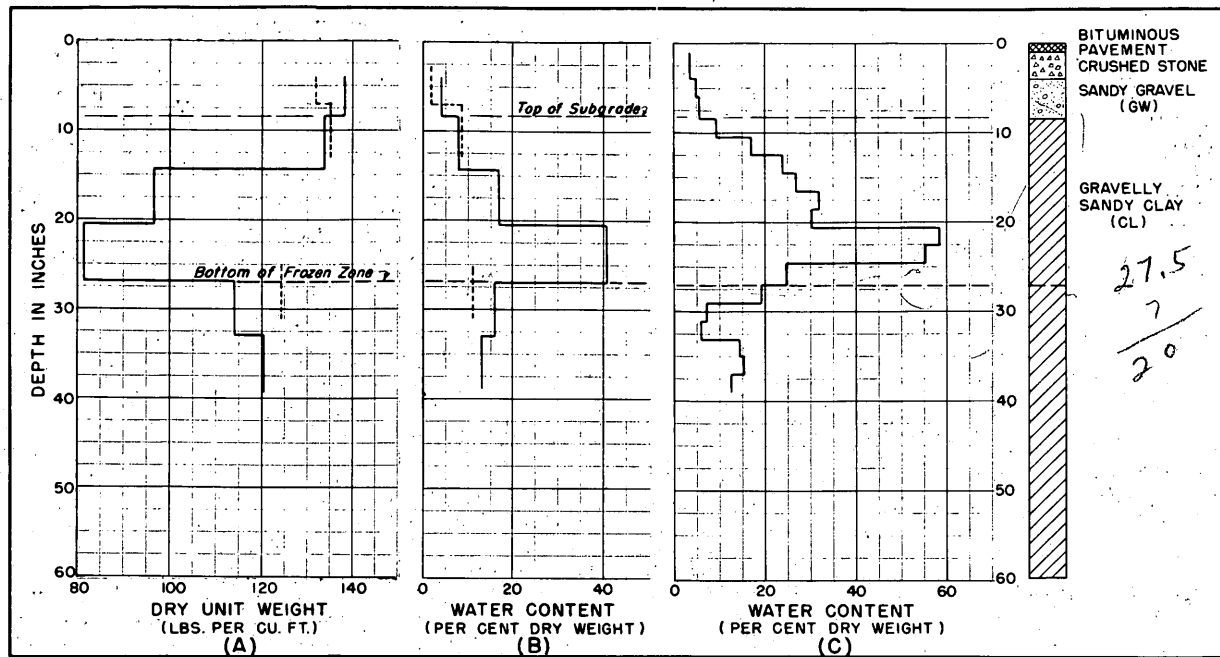 DEPTH IN INCHES
0
10
20
30
40
50
60
Top of Subgrade
Bottom of Frozen Zone
80 100 120 140
DRY UNIT WEIGHT
(LBS. PER CU. FT.)
(A)
0 20 40
WATER CONTENT
(PER CENT DRY WEIGHT)
(B)
0 20 40 60
WATER CONTENT
(PER CENT DRY WEIGHT)
(C)
0
10
20
30
40
50
60
BITUMINOUS
PAVEMENT
CRUSHED STONE
SANDY GRAVEL
(GW)
GRAVELLY
SANDY CLAY
(CL)
27.5
7
20